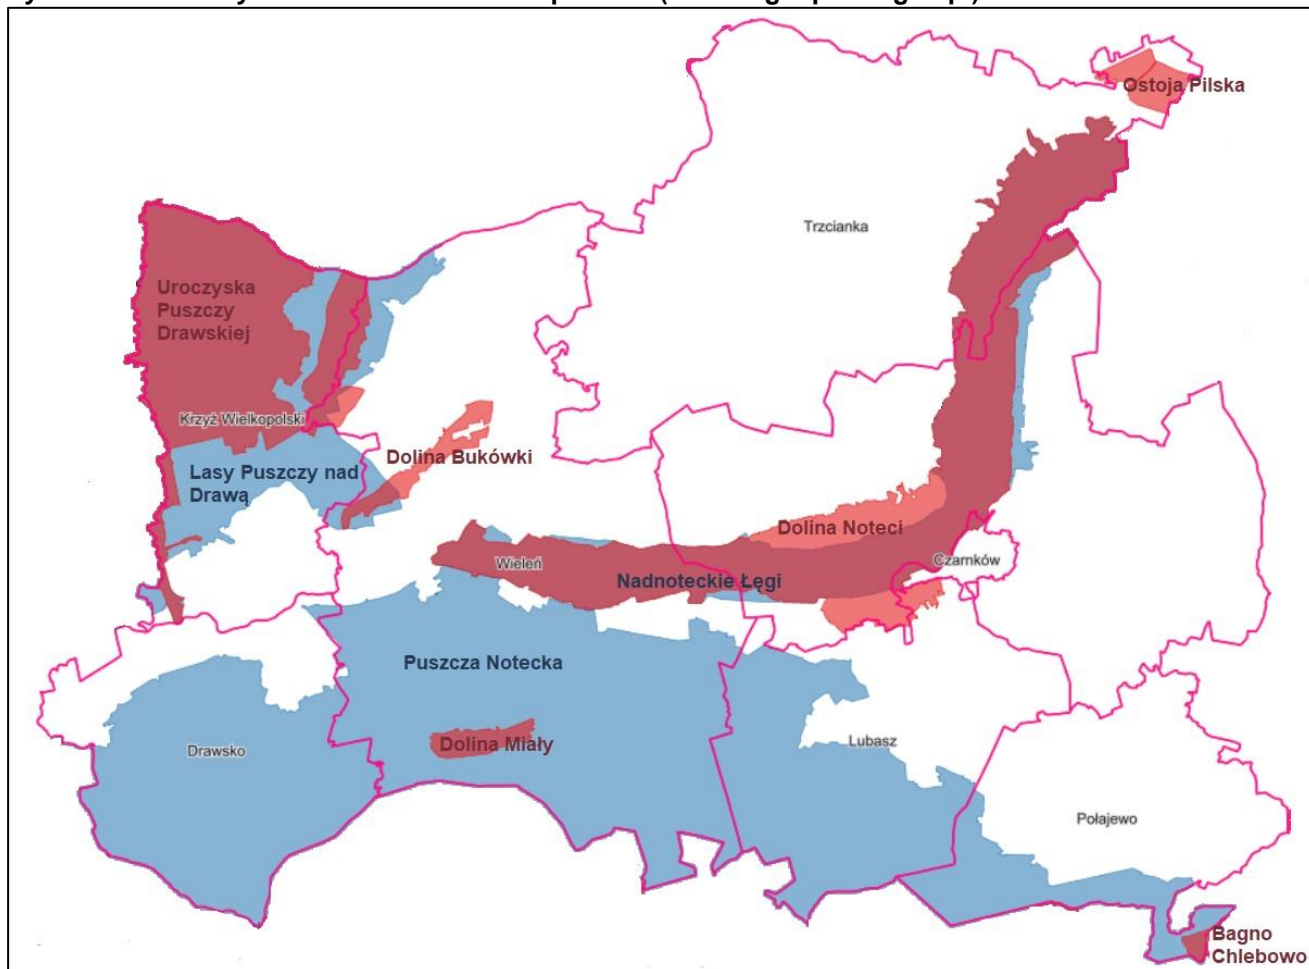 Ostoja Pilska
Trzcianka
Uroczyska
Puszczy
Drawskiej
Krzyż Wielkopolski
Dolina Bukówki
Lasy Puszczy nad
Drawą
Dolina Noteci
Wieleń
Czarnków
Nadnoteckie Łęgi
Puszcza Notecka
Dolina Miały
Drawsko
Lubasz
Połajewo
Bagno
Chlebowo